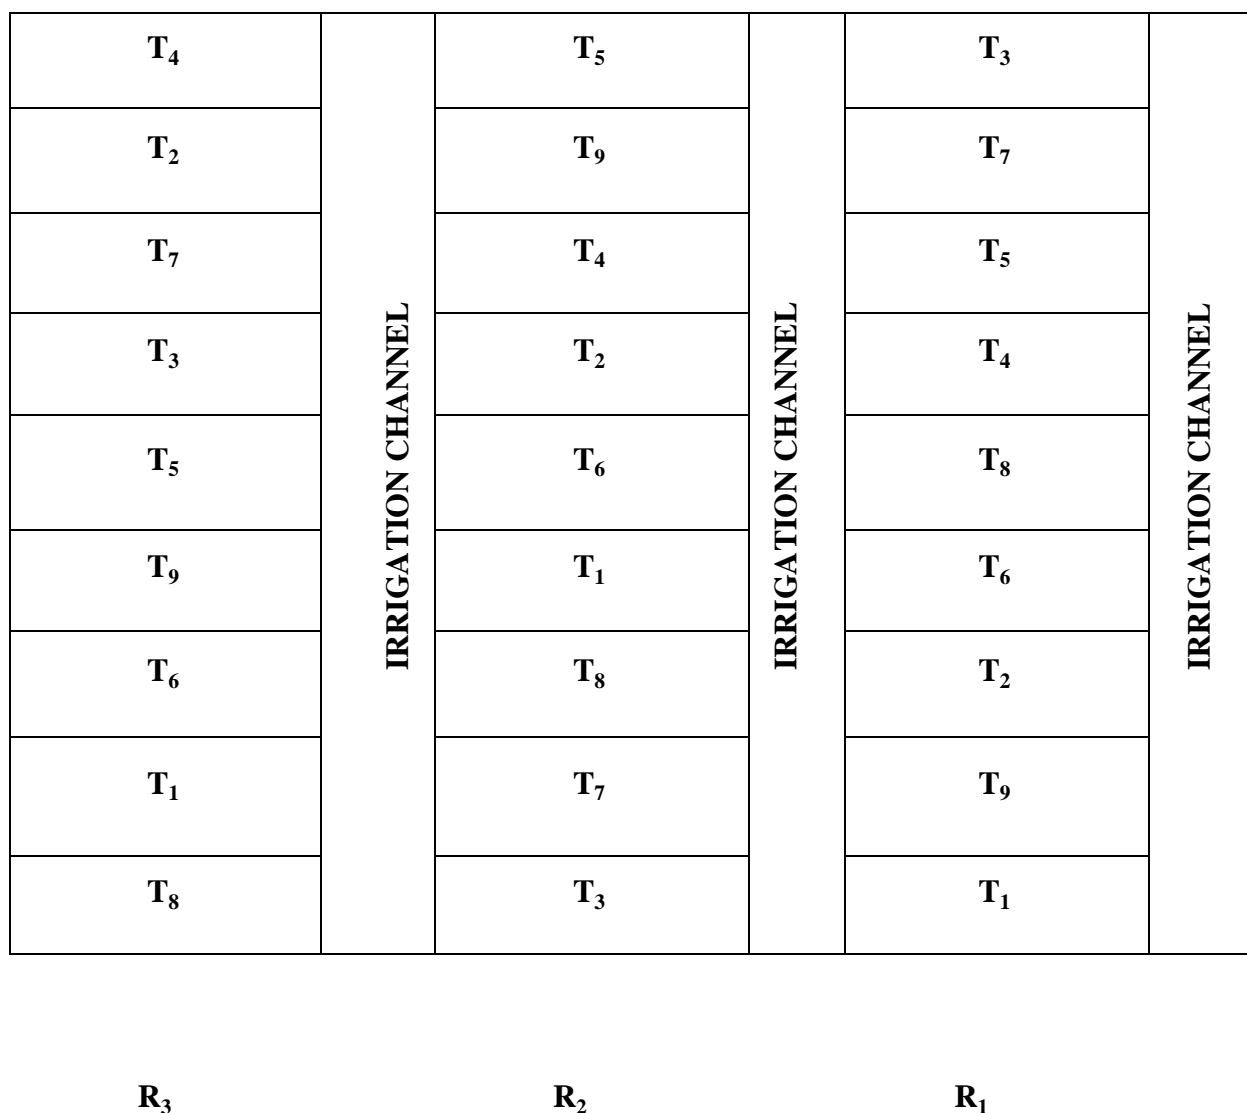 T₄ T₅ T₃
T₂ T₉ T₇
T₇ T₄ T₅
T₃ T₂ T₄
T₅ T₆ T₈
T₉ T₁ T₆
T₆ T₈ T₂
T₁ T₇ T₉
T₈ T₃ T₁
IRRIGATION CHANNEL
IRRIGATION CHANNEL
IRRIGATION CHANNEL
R₃ R₂ R₁